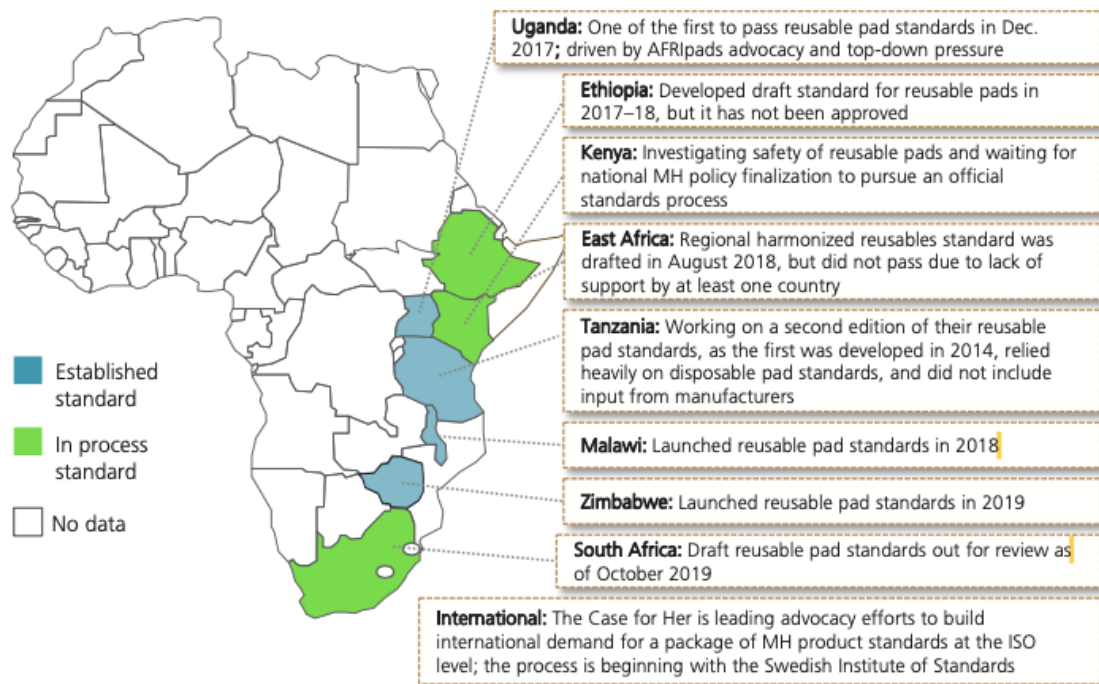 Uganda: One of the first to pass reusable pad standards in Dec.
2017; driven by AFRIpads advocacy and top-down pressure
Ethiopia: Developed draft standard for reusable pads in
2017–18, but it has not been approved
Kenya: Investigating safety of reusable pads and waiting for
national MH policy finalization to pursue an official
standards process
East Africa: Regional harmonized reusables standard was
drafted in August 2018, but did not pass due to lack of
support by at least one country
Tanzania: Working on a second edition of their reusable
pad standards, as the first was developed in 2014, relied
heavily on disposable pad standards, and did not include
input from manufacturers
Malawi: Launched reusable pad standards in 2018
Zimbabwe: Launched reusable pad standards in 2019
South Africa: Draft reusable pad standards out for review as
of October 2019
International: The Case for Her is leading advocacy efforts to build
international demand for a package of MH product standards at the ISO
level; the process is beginning with the Swedish Institute of Standards
Established
standard
In process
standard
No data